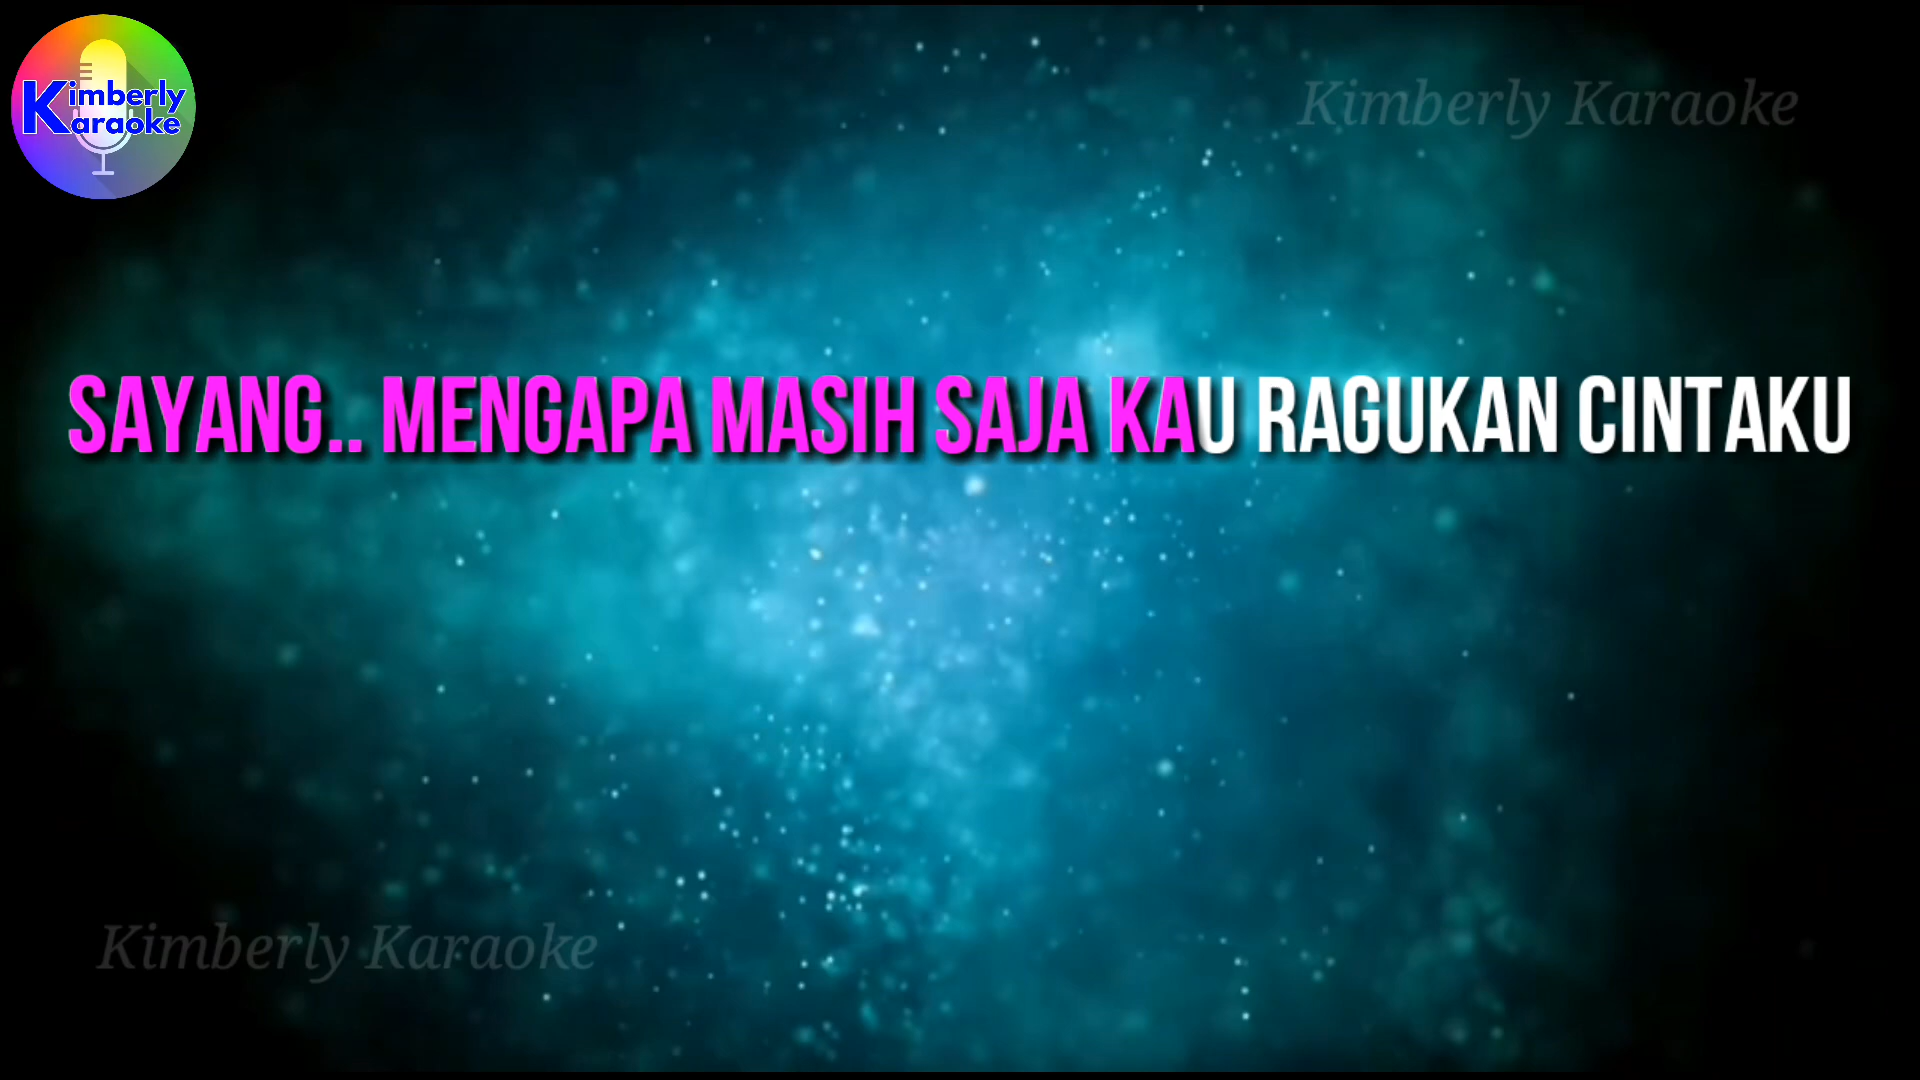 Kimberly
Karaoke
Kimberly Karaoke
SAYANG.. MENGAPA MASIH SAJA KAU RAGUKAN CINTAKU
Kimberly Karaoke